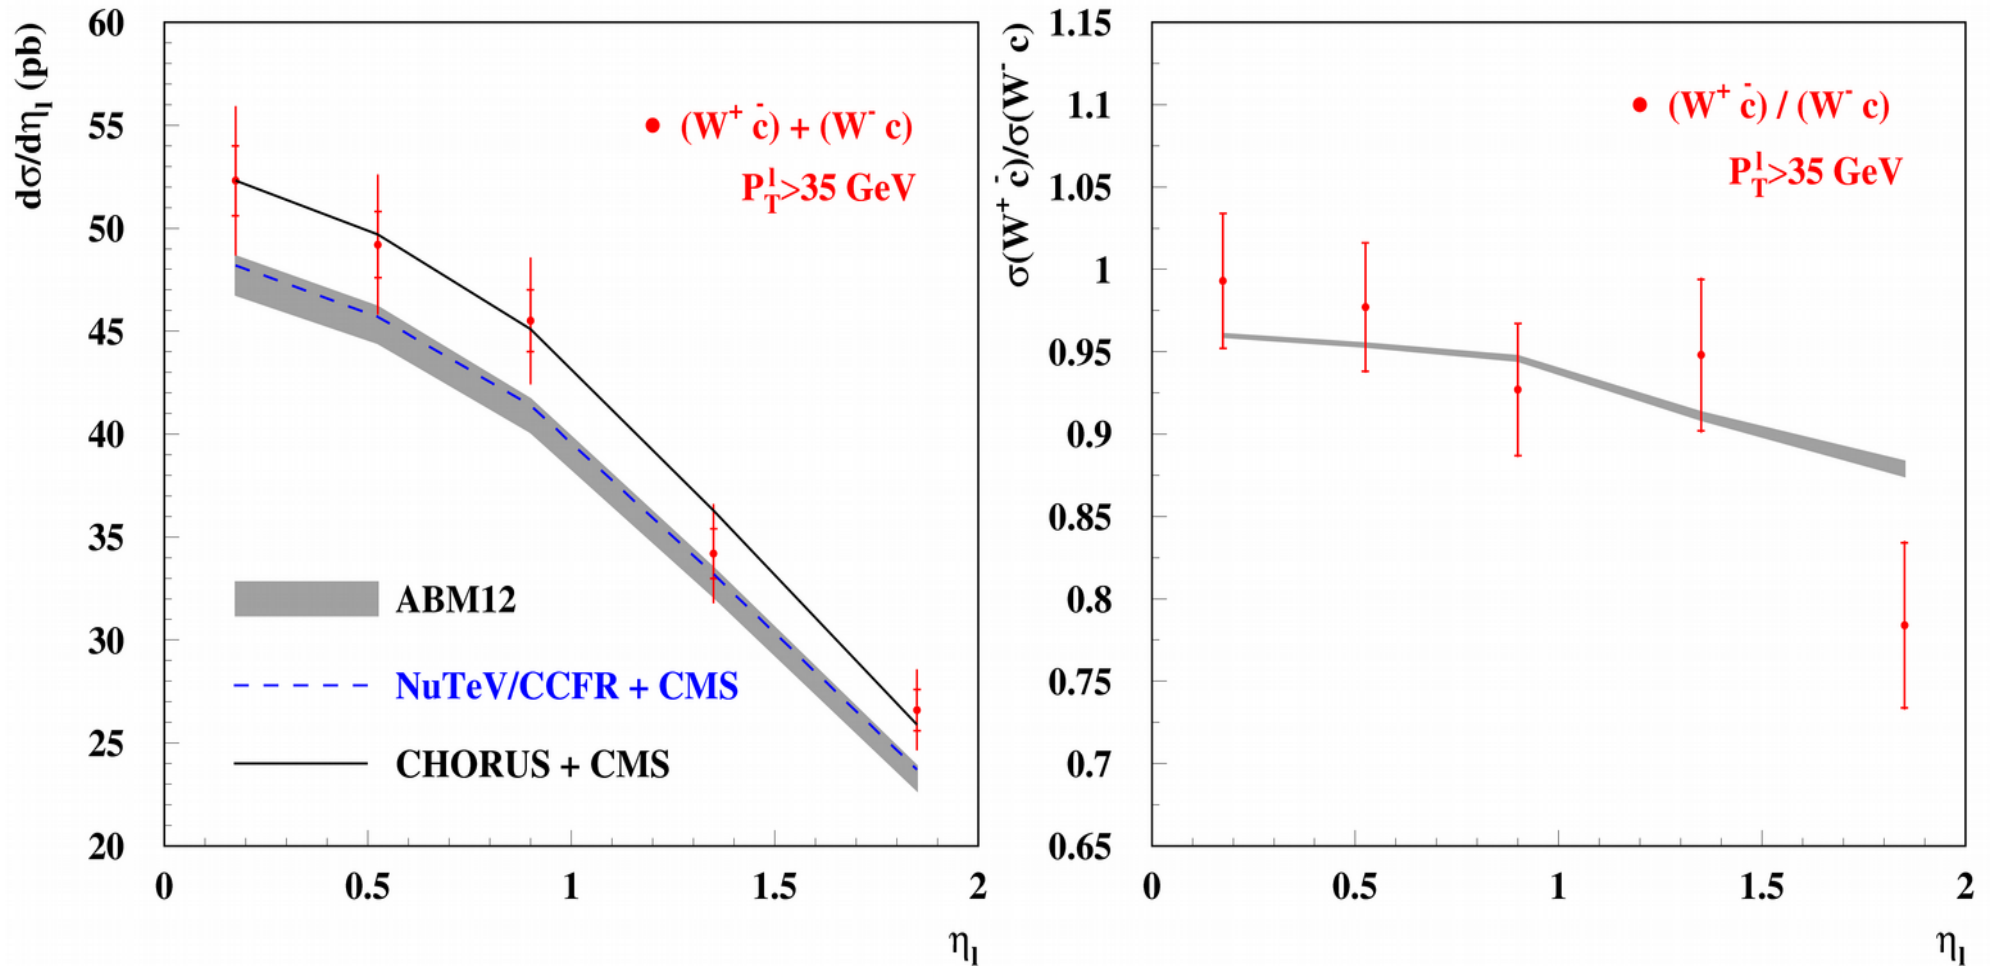 dσ/dη_l (pb)
60
55
50
45
40
35
30
25
20
0 0.5 1 1.5 2
η_l
(W⁺ c̄) + (W⁻ c)
P_T^l>35 GeV
ABM12
NuTeV/CCFR + CMS
CHORUS + CMS
σ(W⁺ c̄)/σ(W⁻ c)
1.15
1.1
1.05
1
0.95
0.9
0.85
0.8
0.75
0.7
0.65
0 0.5 1 1.5 2
η_l
(W⁺ c̄) / (W⁻ c)
P_T^l>35 GeV